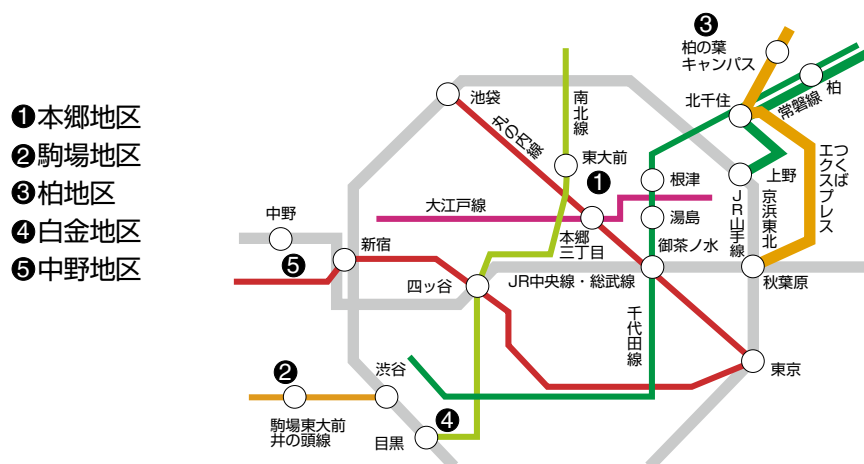 ❶本郷地区
❷駒場地区
❸柏地区
❹白金地区
❺中野地区
❸
柏の葉
キャンパス
柏
北千住
常磐線
つくば
エクスプレス
池袋
丸の内線
南北線
東大前
❶
根津
上野
JR山手線
京浜東北
大江戸線
本郷
三丁目
湯島
御茶ノ水
中野
新宿
❺
四ッ谷
JR中央線・総武線
秋葉原
千代田線
東京
渋谷
❷
駒場東大前
井の頭線
❹
目黒